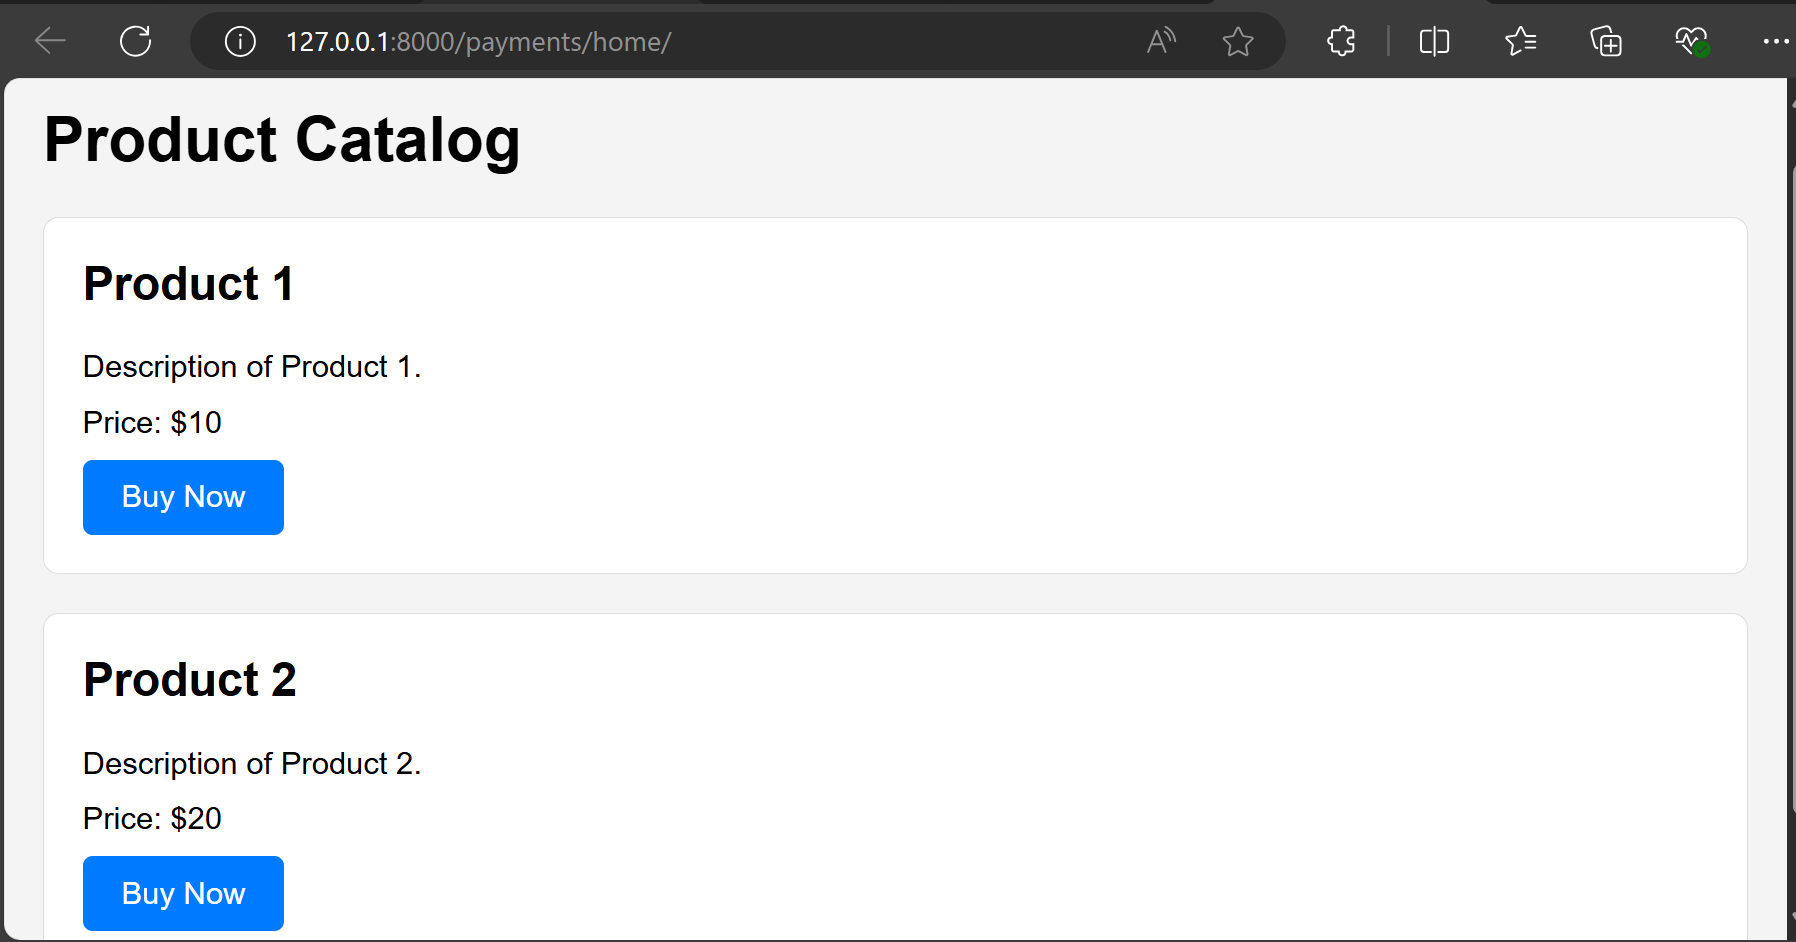 127.0.0.1:8000/payments/home/
Product Catalog
Product 1
Description of Product 1.
Price: $10
Buy Now
Product 2
Description of Product 2.
Price: $20
Buy Now